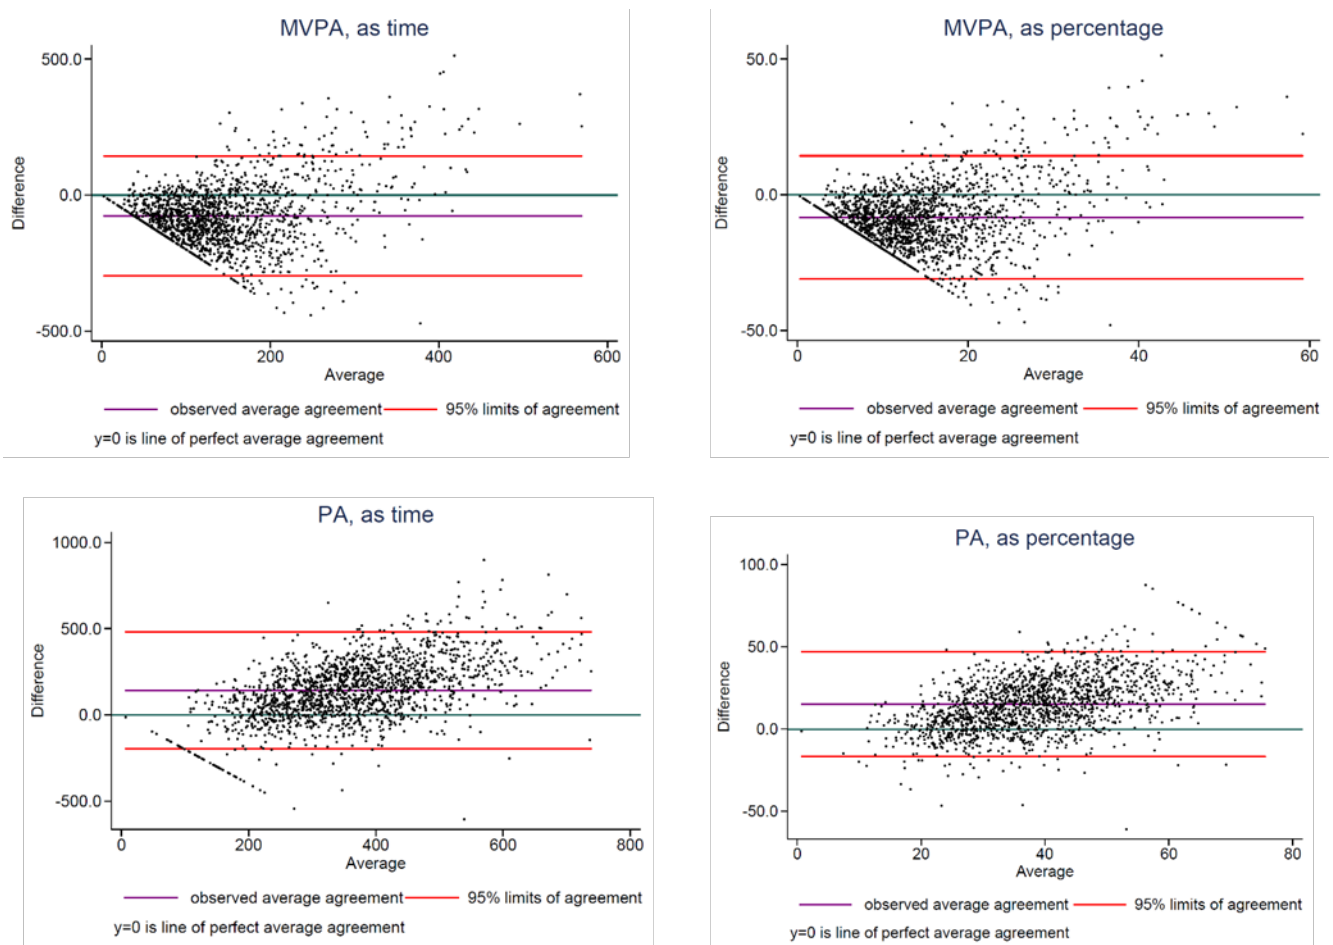 MVPA, as time
500.0
0.0
-500.0
Difference
0 200 400 600
Average
observed average agreement 95% limits of agreement
y=0 is line of perfect average agreement
MVPA, as percentage
50.0
0.0
-50.0
Difference
0 20 40 60
Average
observed average agreement 95% limits of agreement
y=0 is line of perfect average agreement
PA, as time
1000.0
500.0
0.0
-500.0
Difference
0 200 400 600 800
Average
observed average agreement 95% limits of agreement
y=0 is line of perfect average agreement
PA, as percentage
100.0
50.0
0.0
-50.0
Difference
0 20 40 60 80
Average
observed average agreement 95% limits of agreement
y=0 is line of perfect average agreement